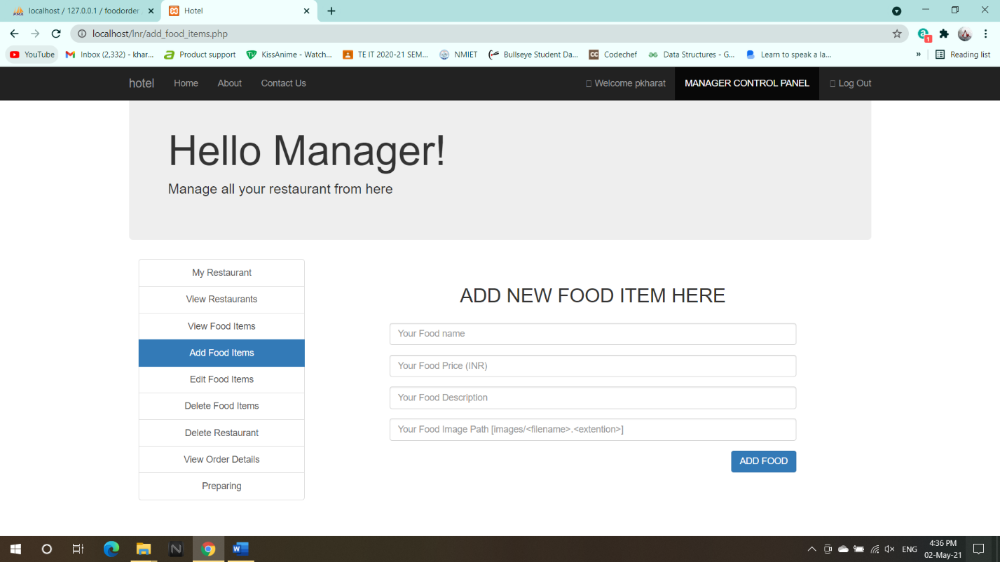 localhost / 127.0.0.1 / foodorder
Hotel
localhost/lnr/add_food_items.php
YouTube
Inbox (2,332) - khar...
Product support
KissAnime - Watch...
TE IT 2020-21 SEM...
NMIET
Bullseye Student Da...
CC Codechef
Data Structures - G...
Learn to speak a la...
»
Reading list
hotel Home About Contact Us Welcome pkharat MANAGER CONTROL PANEL Log Out
Hello Manager!
Manage all your restaurant from here
My Restaurant
View Restaurants
View Food Items
Add Food Items
Edit Food Items
Delete Food Items
Delete Restaurant
View Order Details
Preparing
ADD NEW FOOD ITEM HERE
Your Food name
Your Food Price (INR)
Your Food Description
Your Food Image Path [images/<filename>.<extention>]
ADD FOOD
ENG
4:36 PM
02-May-21